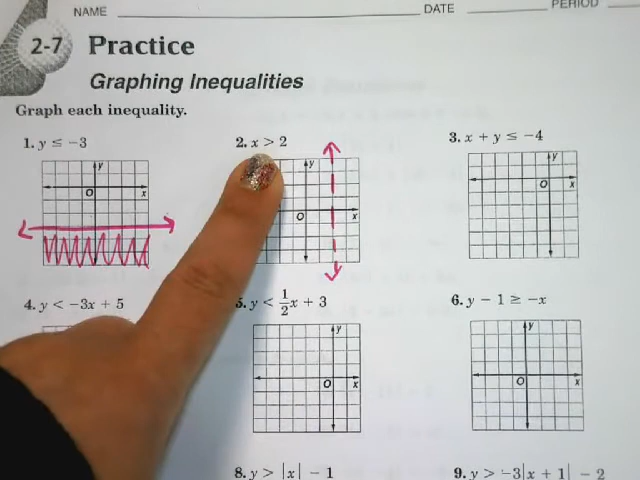 NAME DATE PERIOD
2-7 Practice
Graphing Inequalities
Graph each inequality.
1. y ≤ -3 2. x > 2 3. x + y ≤ -4
y y y
O x O x O x
4. y < -3x + 5 5. y < 1/2x + 3 6. y - 1 ≥ -x
y y
O x O x
8. y > |x| - 1 9. y > -3|x + 1| - 2